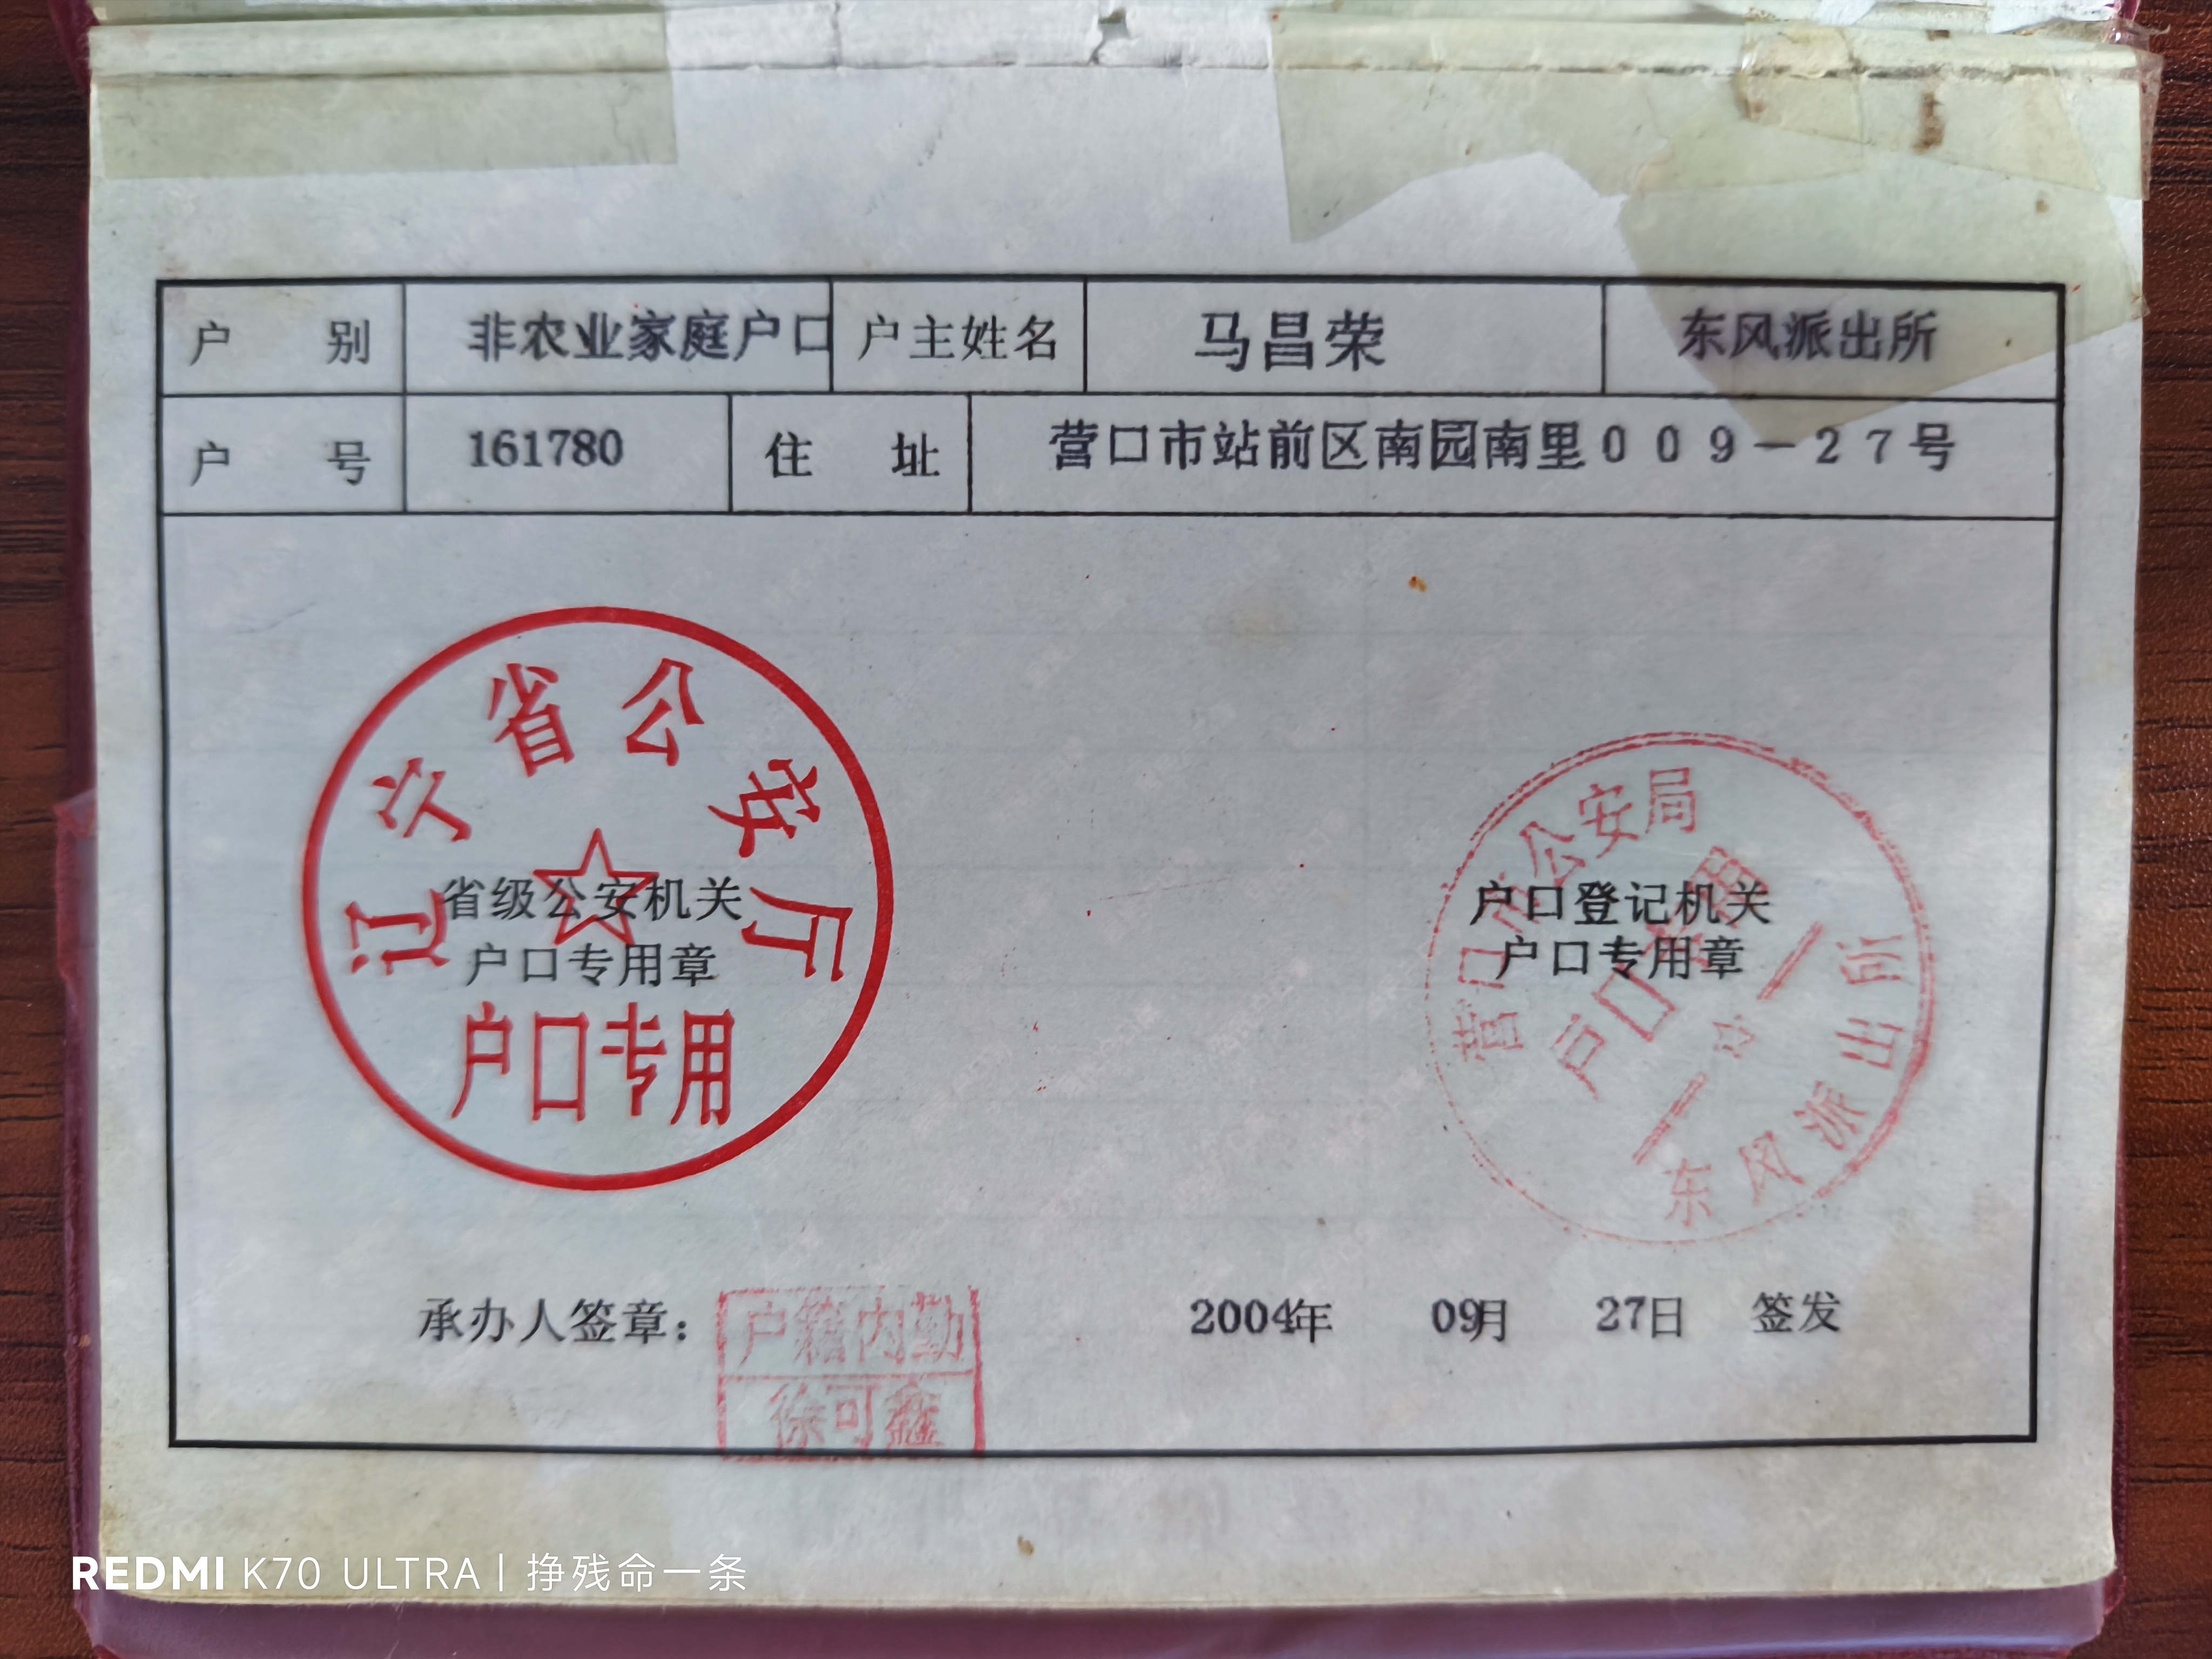 户 别 非农业家庭户口 户主姓名 马昌荣 东风派出所
户 号 161780 住 址 营口市站前区南园南里009－27号
辽宁省公安厅
省级公安机关
户口专用章
户口专用
营口市公安局
户口登记机关
户口专用章
户口专用
东风派出所
承办人签章： 2004年 09月 27日 签发
户籍内勤
徐可鑫
REDMI K70 ULTRA | 挣残命一条